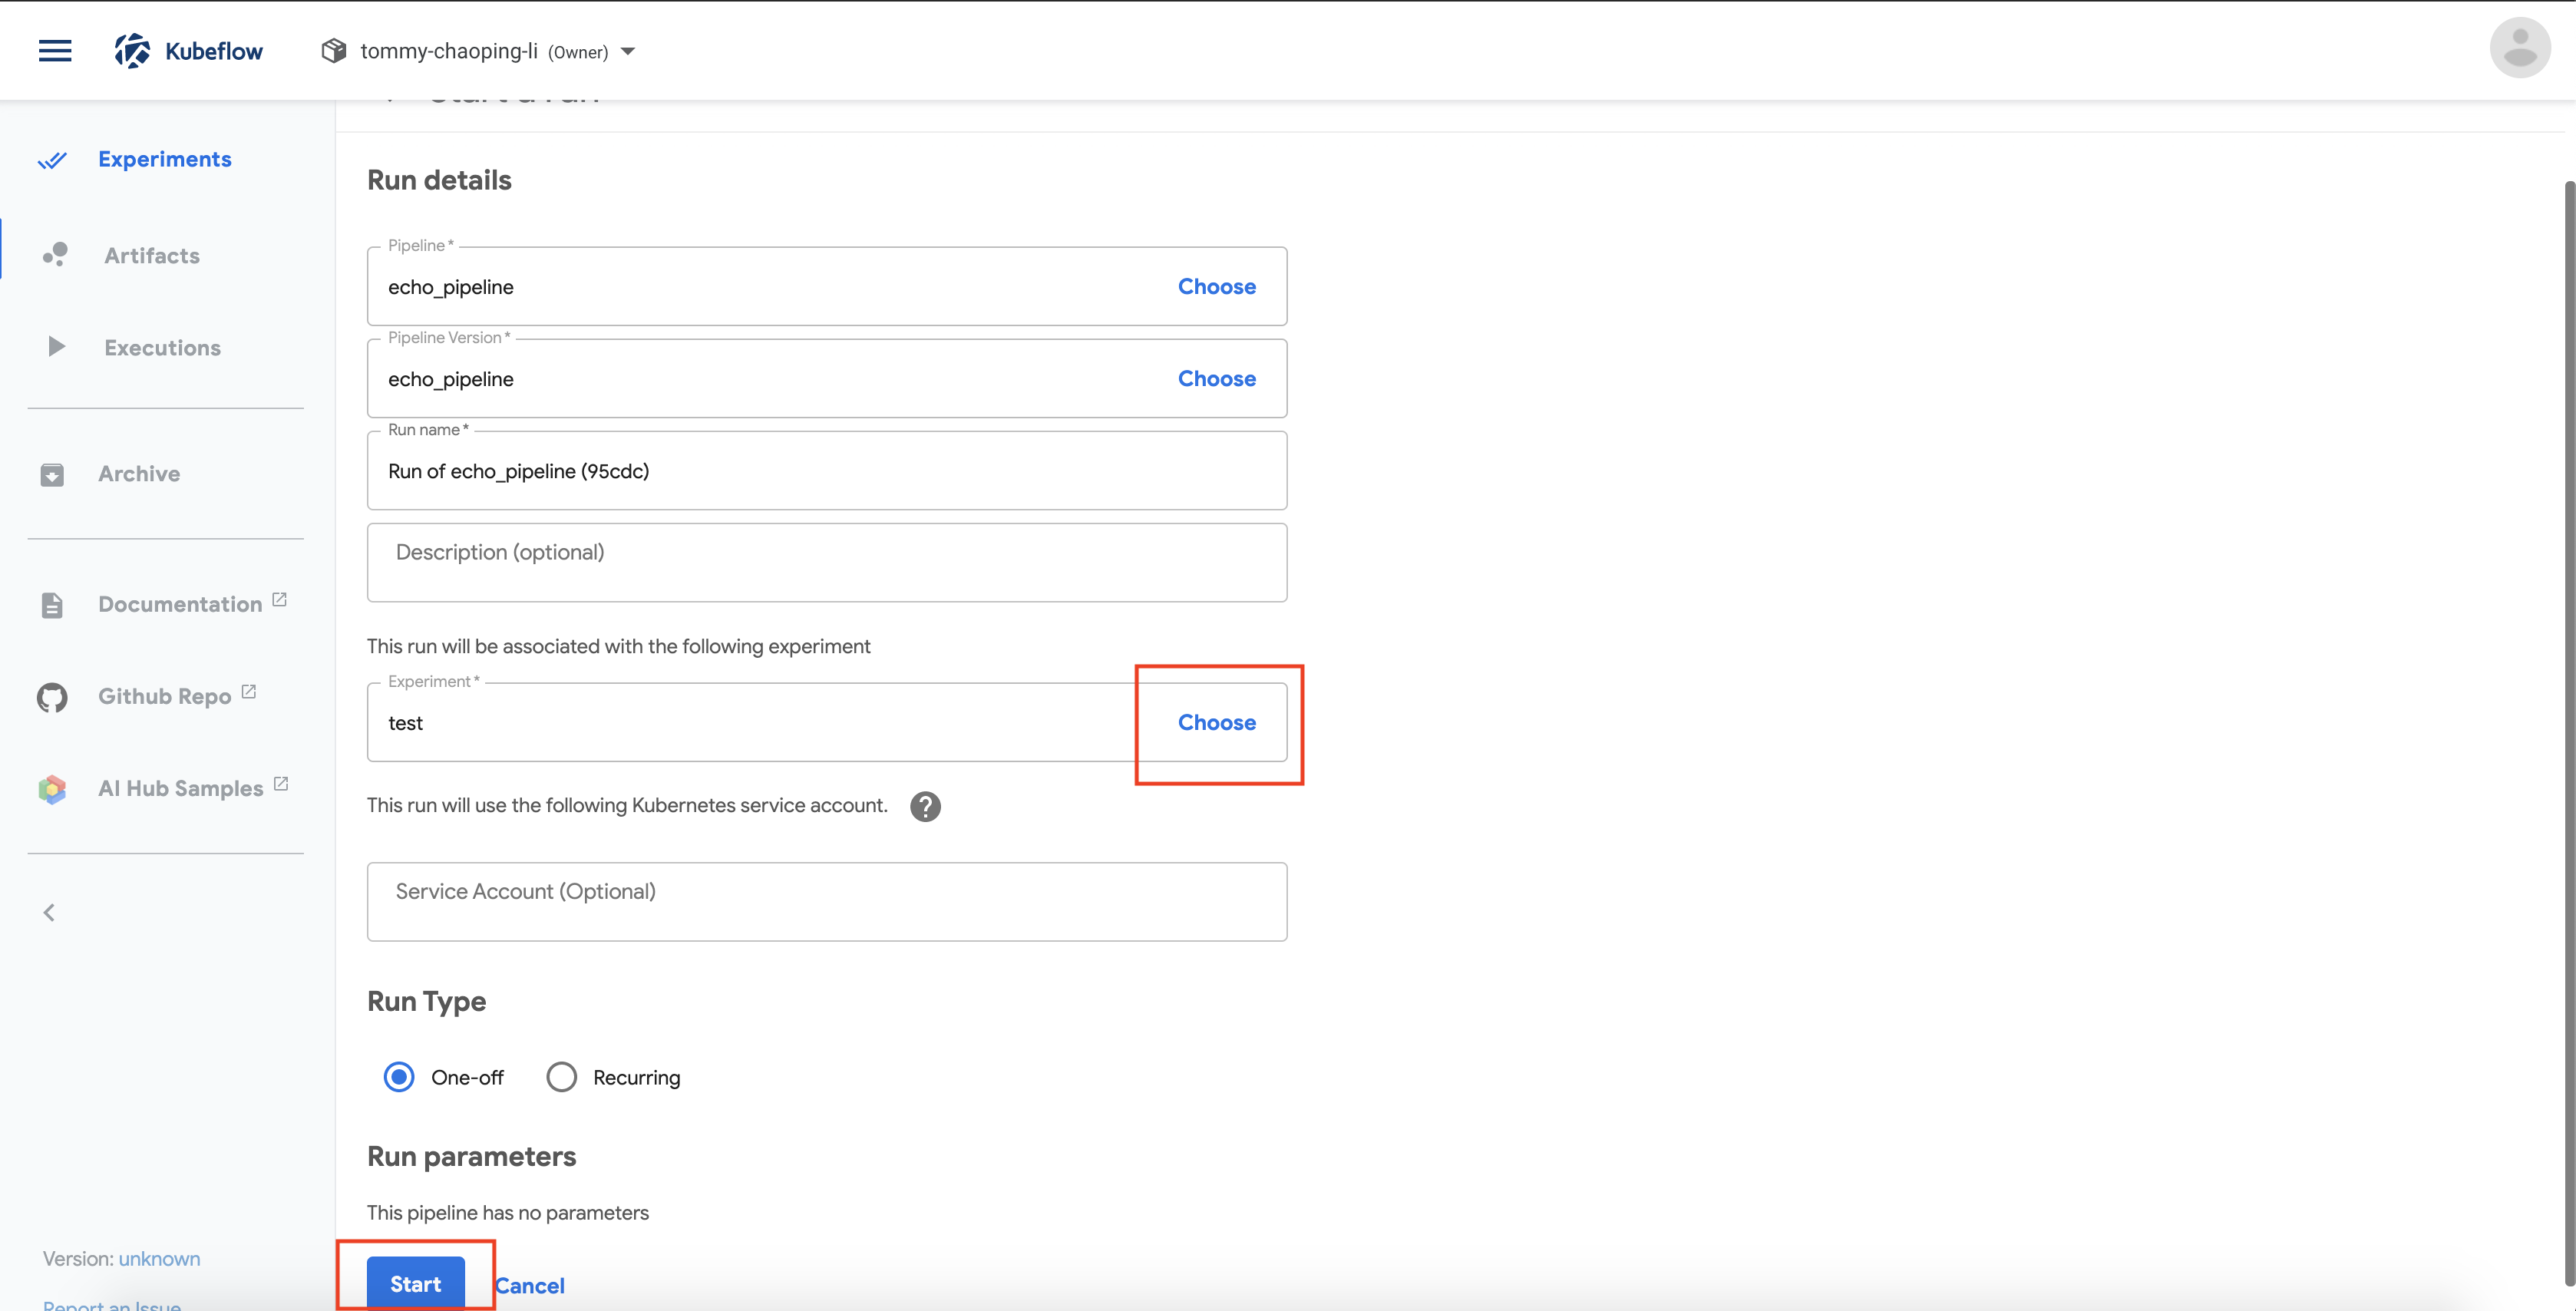 Kubeflow
tommy-chaoping-li (Owner)
Start a run
Experiments
Artifacts
Executions
Archive
Documentation
Github Repo
AI Hub Samples
Version: unknown
Report an Issue
Run details
Pipeline*
echo_pipeline
Choose
Pipeline Version*
echo_pipeline
Choose
Run name*
Run of echo_pipeline (95cdc)
Description (optional)
This run will be associated with the following experiment
Experiment*
test
Choose
This run will use the following Kubernetes service account. ?
Service Account (Optional)
Run Type
One-off
Recurring
Run parameters
This pipeline has no parameters
Start
Cancel